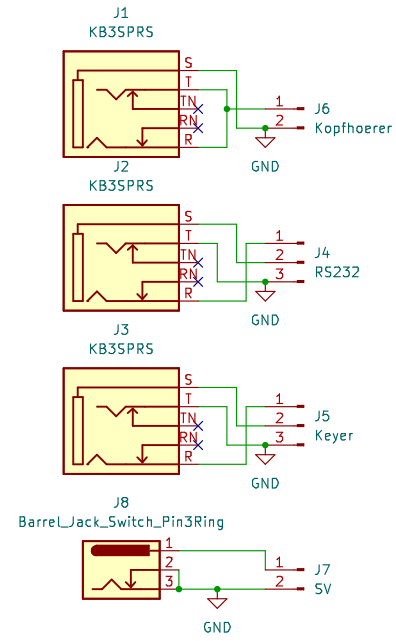 J1
KB3SPRS
S
T
TN
RN
R
1
2
J6
Kopfhoerer
GND
J2
KB3SPRS
S
T
TN
RN
R
1
2
3
J4
RS232
GND
J3
KB3SPRS
S
T
TN
RN
R
1
2
3
J5
Keyer
GND
J8
Barrel_Jack_Switch_Pin3Ring
1
2
3
1
2
J7
5V
GND